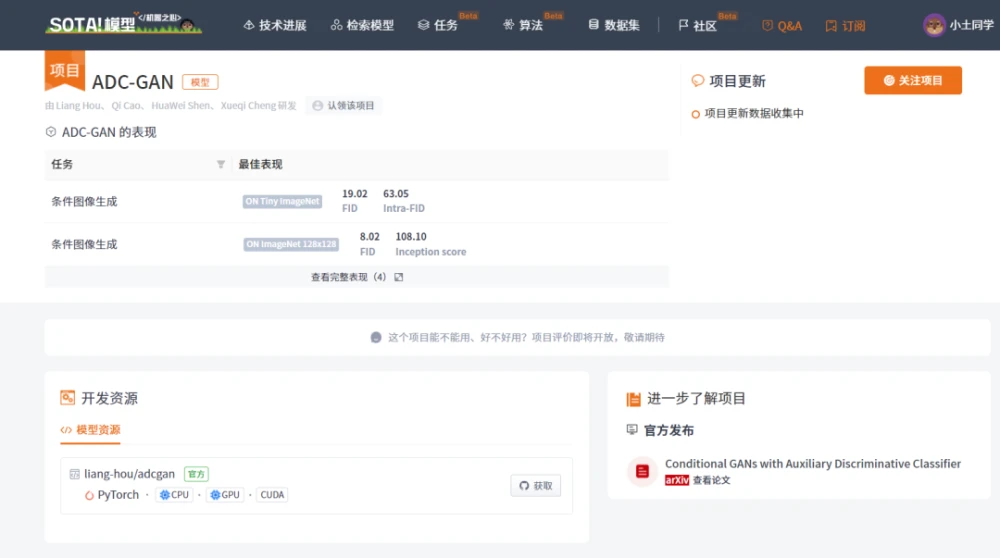 SOTA!模型 </机器之心>
技术进展 检索模型 任务 Beta 算法 Beta 数据集 社区 Beta Q&A 订阅 小土同学
项目 ADC-GAN 模型
由 Liang Hou、Qi Cao、HuaWei Shen、Xueqi Cheng 研发 认领该项目
ADC-GAN 的表现
任务 最佳表现
条件图像生成 ON Tiny ImageNet 19.02 FID 63.05 Intra-FID
条件图像生成 ON ImageNet 128x128 8.02 FID 108.10 Inception score
查看完整表现（4）
项目更新 关注项目
项目更新数据收集中
这个项目能不能用、好不好用？项目评价即将开放，敬请期待
开发资源
</> 模型资源
liang-hou/adcgan 官方
PyTorch · CPU · GPU · CUDA
获取
进一步了解项目
官方发布
Conditional GANs with Auxiliary Discriminative Classifier
arXiv 查看论文